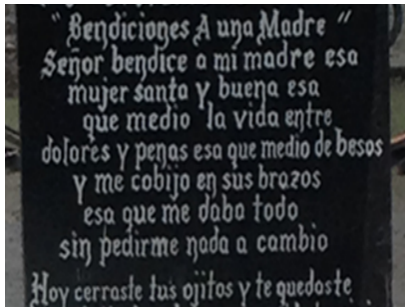 "Bendiciones A una Madre"
Señor bendice a mi madre esa
mujer santa y buena esa
que medio la vida entre
dolores y penas esa que medio de besos
y me cobijo en sus brazos
esa que me daba todo
sin pedirme nada a cambio
Hoy cerraste tus ojitos y te quedaste